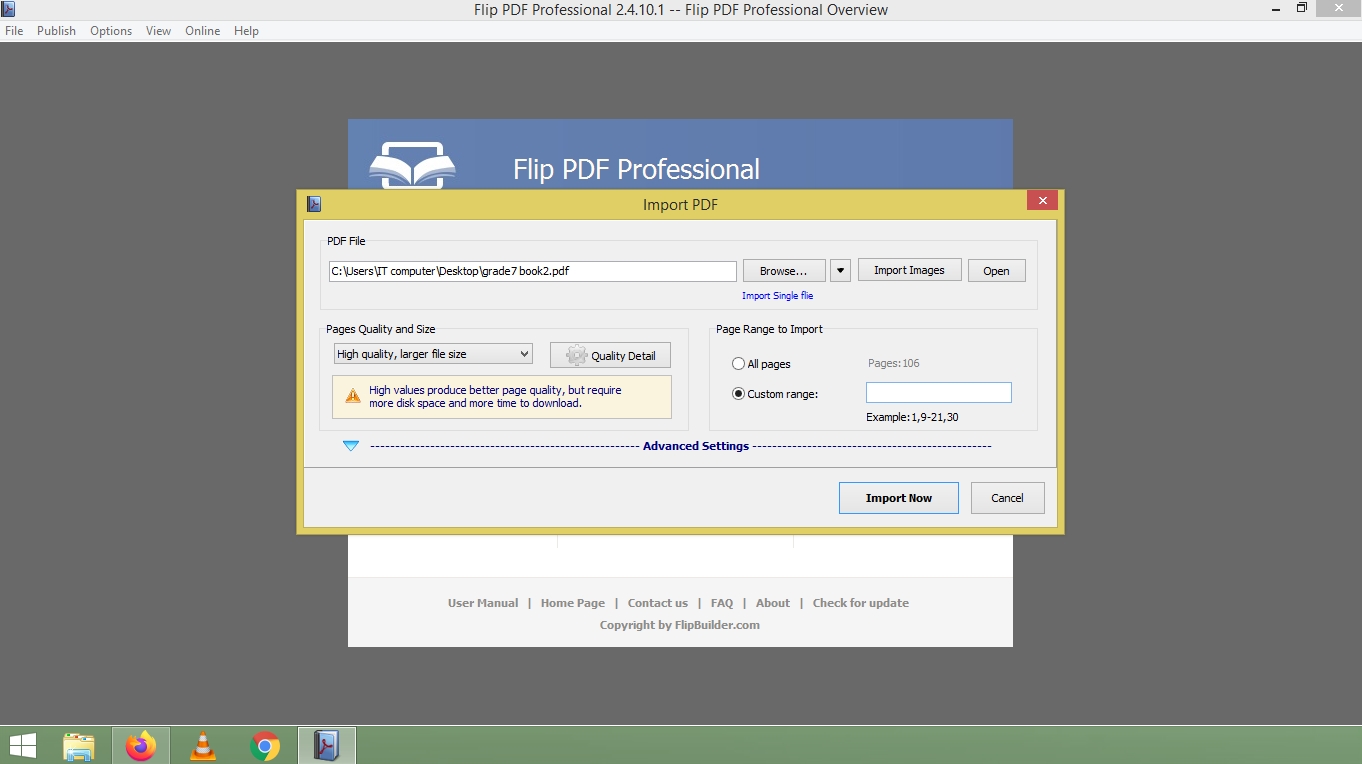 Flip PDF Professional 2.4.10.1 -- Flip PDF Professional Overview
File Publish Options View Online Help
Flip PDF Professional
Import PDF
PDF File
C:\Users\IT computer\Desktop\grade7 book2.pdf
Browse...
Import Images
Open
Import Single flie
Pages Quality and Size
High quality, larger file size
Quality Detail
High values produce better page quality, but require
more disk space and more time to download.
Page Range to Import
All pages
Pages:106
Custom range:
Example:1,9-21,30
Advanced Settings
Import Now
Cancel
User Manual | Home Page | Contact us | FAQ | About | Check for update
Copyright by FlipBuilder.com